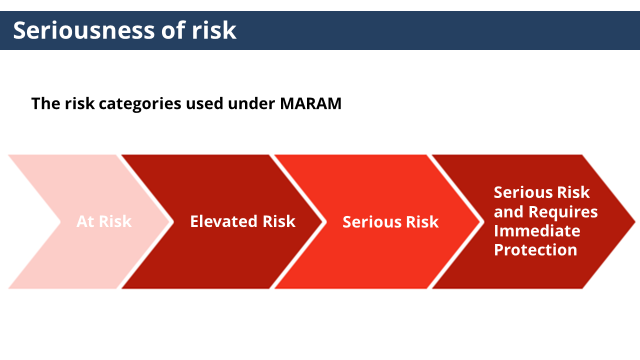 Seriousness of risk
The risk categories used under MARAM
At Risk
Elevated Risk
Serious Risk
Serious Risk
and Requires
Immediate
Protection